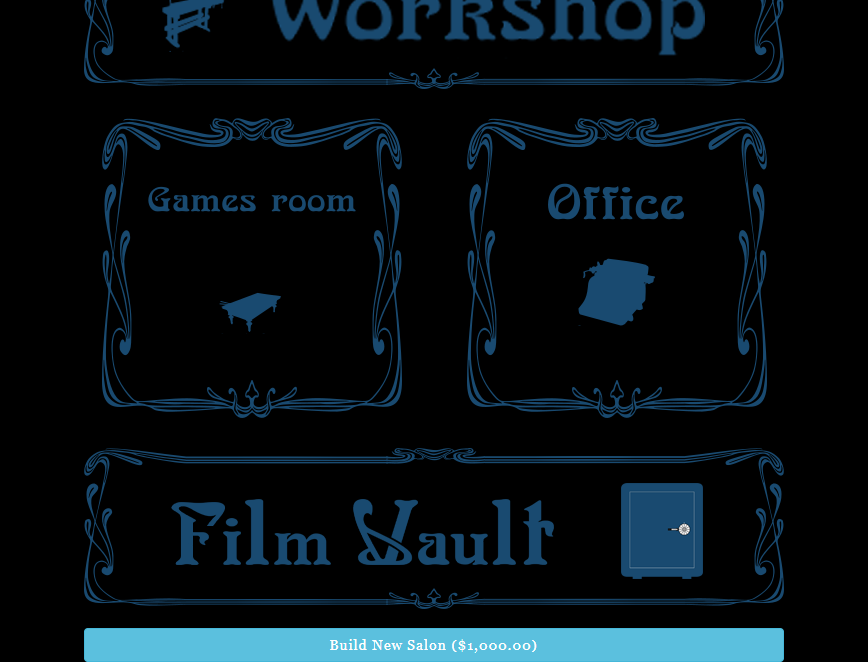 Workshop
Games room
Office
Film Vault
Build New Salon ($1,000.00)